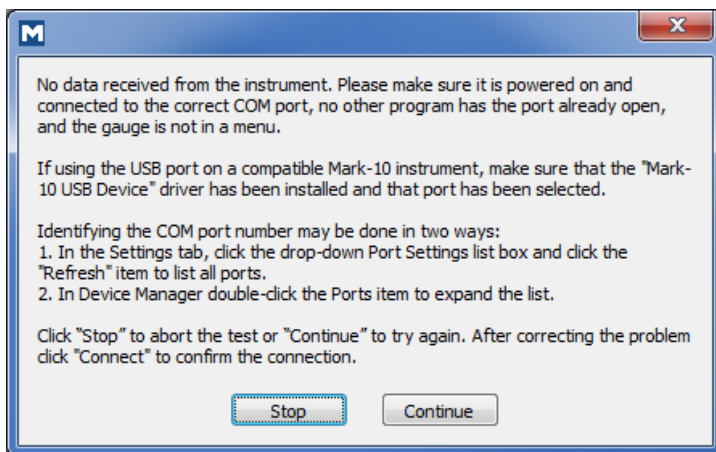 M
No data received from the instrument. Please make sure it is powered on and
connected to the correct COM port, no other program has the port already open,
and the gauge is not in a menu.
If using the USB port on a compatible Mark-10 instrument, make sure that the "Mark-
10 USB Device" driver has been installed and that port has been selected.
Identifying the COM port number may be done in two ways:
1. In the Settings tab, click the drop-down Port Settings list box and click the
"Refresh" item to list all ports.
2. In Device Manager double-click the Ports item to expand the list.
Click "Stop” to abort the test or “Continue” to try again. After correcting the problem
click "Connect" to confirm the connection.
Stop
Continue